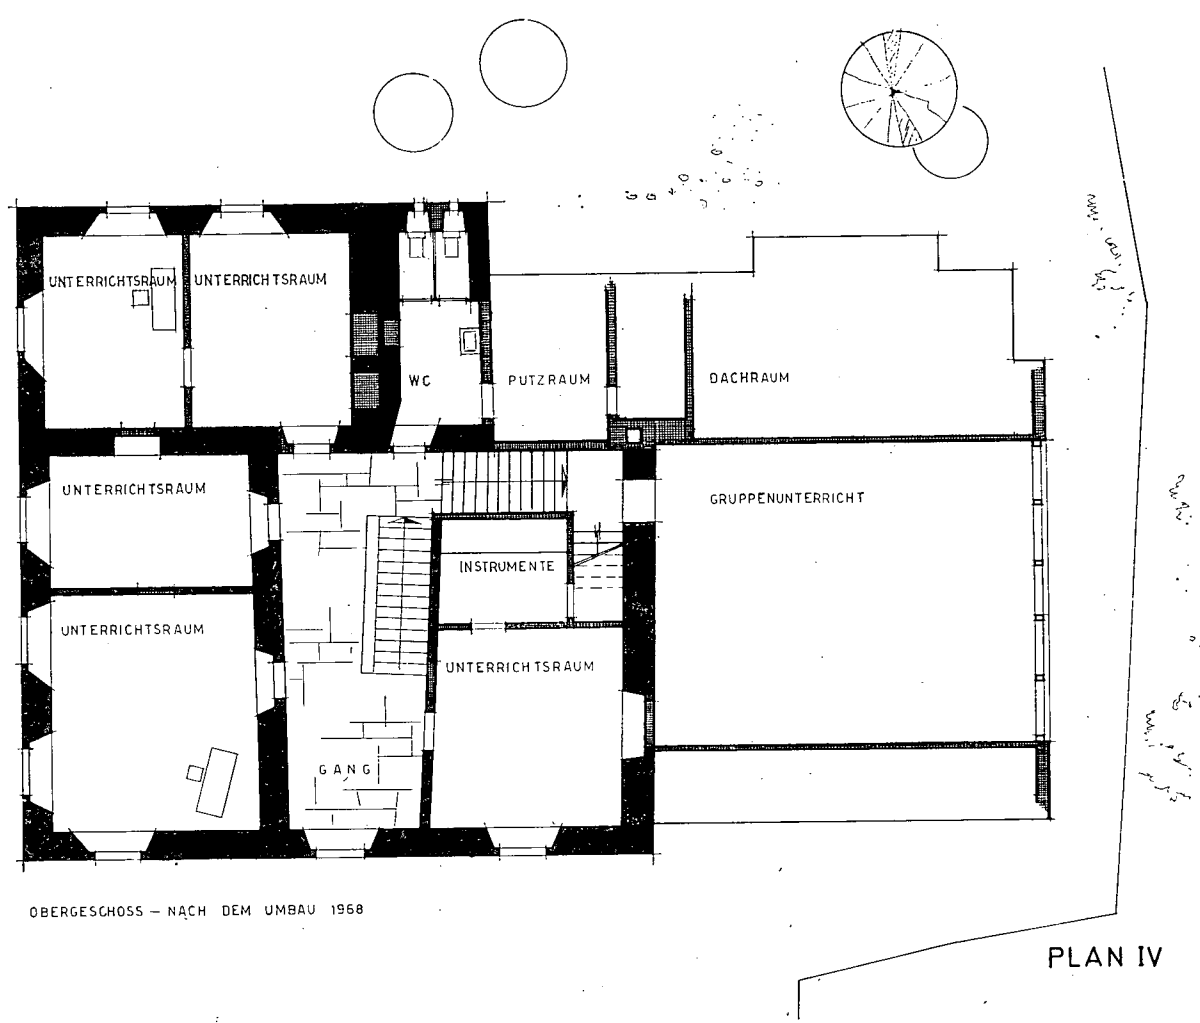 UNTERRICHTSRAUM
UNTERRICHTSRAUM
WC
PUTZRAUM
DACHRAUM
UNTERRICHTSRAUM
GRUPPENUNTERRICHT
INSTRUMENTE
UNTERRICHTSRAUM
UNTERRICHTSRAUM
GANG
OBERGESCHOSS — NACH DEM UMBAU 1968
PLAN IV